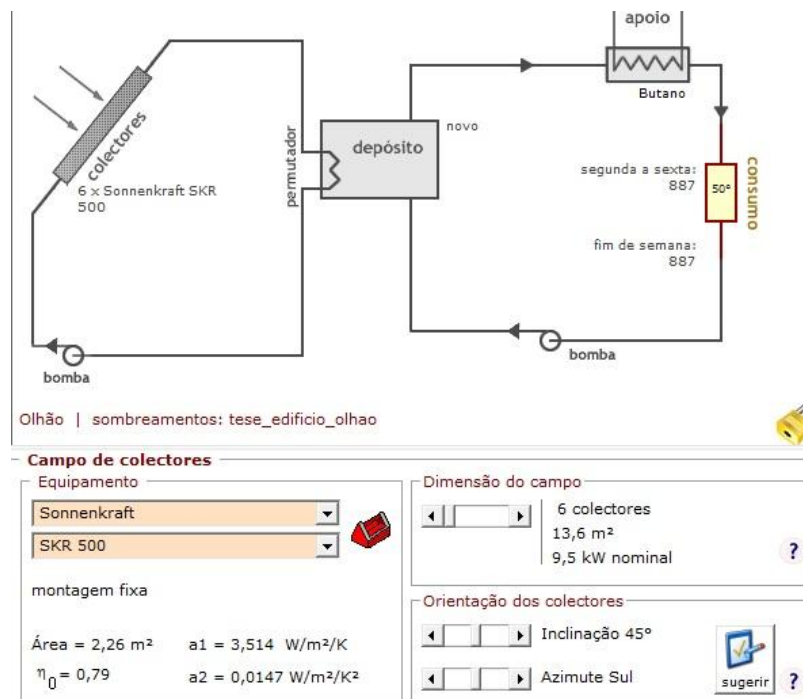 apoio
Butano
colectores
6 x Sonnenkraft SKR
500
permutador
depósito
novo
segunda a sexta:
887
50°
consumo
fim de semana:
887
bomba
bomba
Olhão | sombreamentos: tese_edificio_olhao
Campo de colectores
Equipamento
Sonnenkraft
SKR 500
montagem fixa
Área = 2,26 m² a1 = 3,514 W/m²/K
η0 = 0,79 a2 = 0,0147 W/m²/K²
Dimensão do campo
6 colectores
13,6 m²
9,5 kW nominal
?
Orientação dos colectores
Inclinação 45°
Azimute Sul
sugerir
?